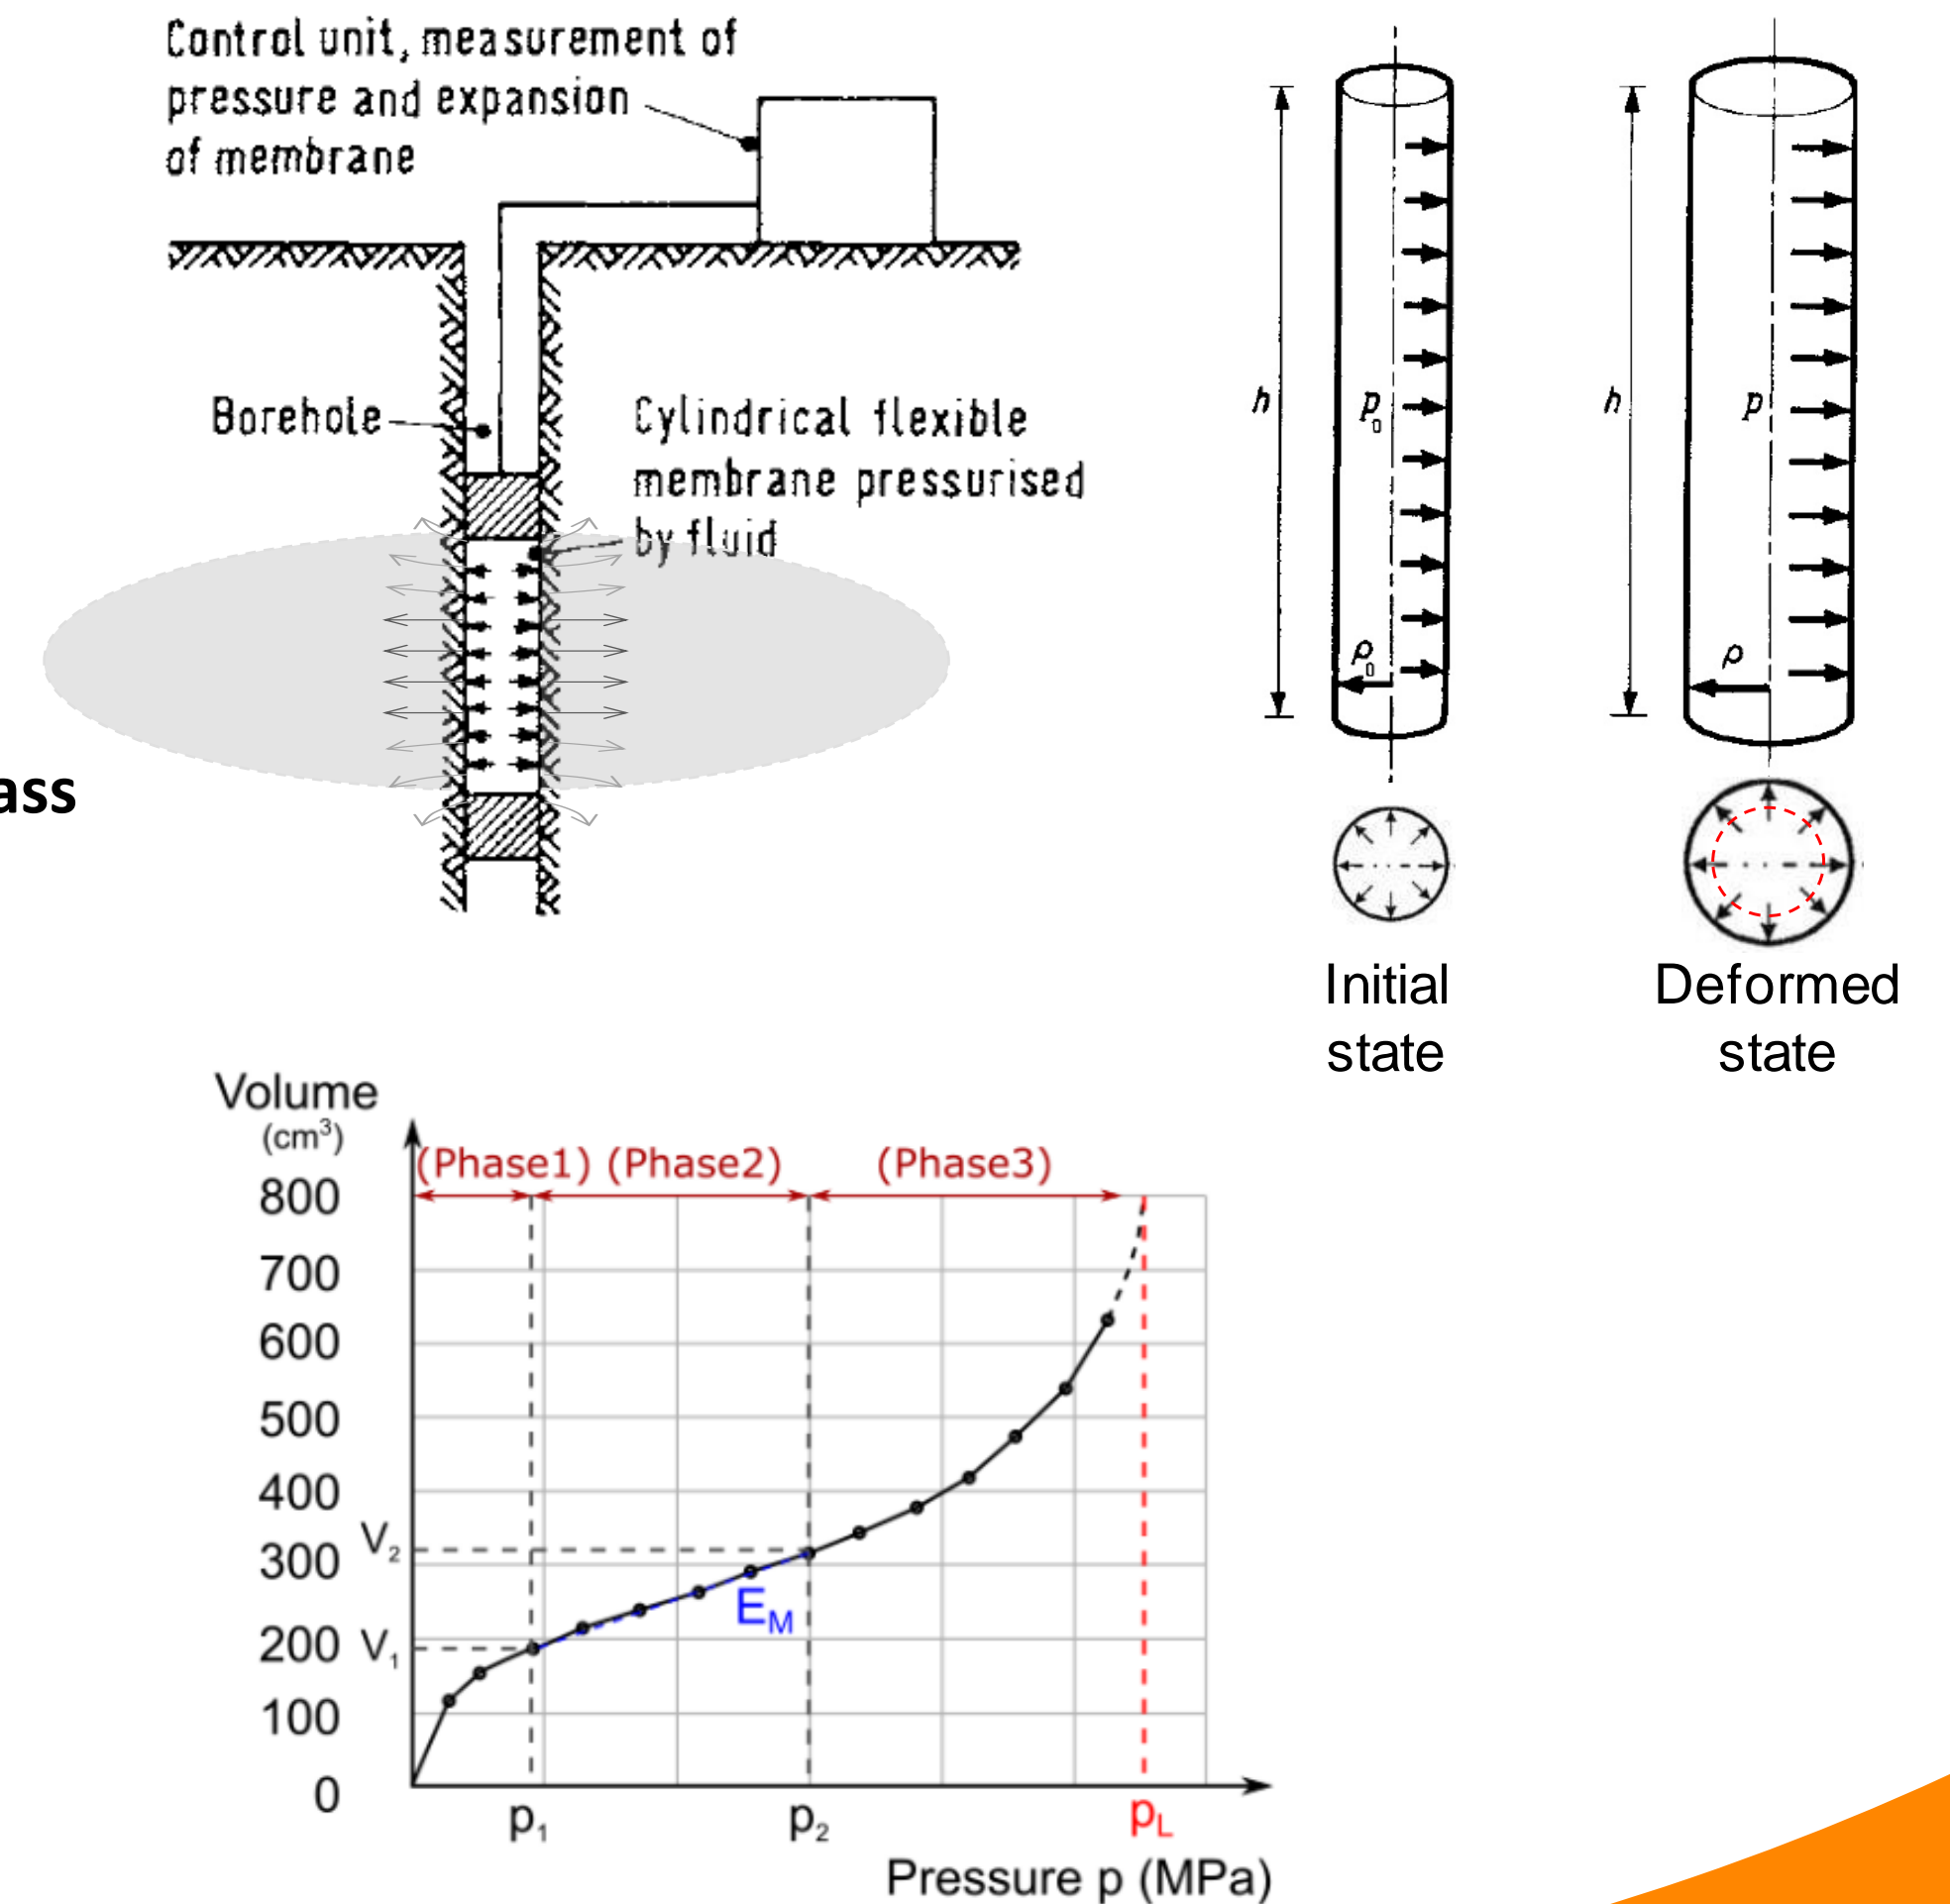 Control unit, measurement of
pressure and expansion
of membrane
Borehole
Cylindrical flexible
membrane pressurised
by fluid
h
p₀
ρ₀
h
p
ρ
Initial
state
Deformed
state
ass
Volume
(cm³)
(Phase1) (Phase2) (Phase3)
800
700
600
500
400
V₂
300
200 V₁
100
0
E_M
p₁ p₂ p_L
Pressure p (MPa)